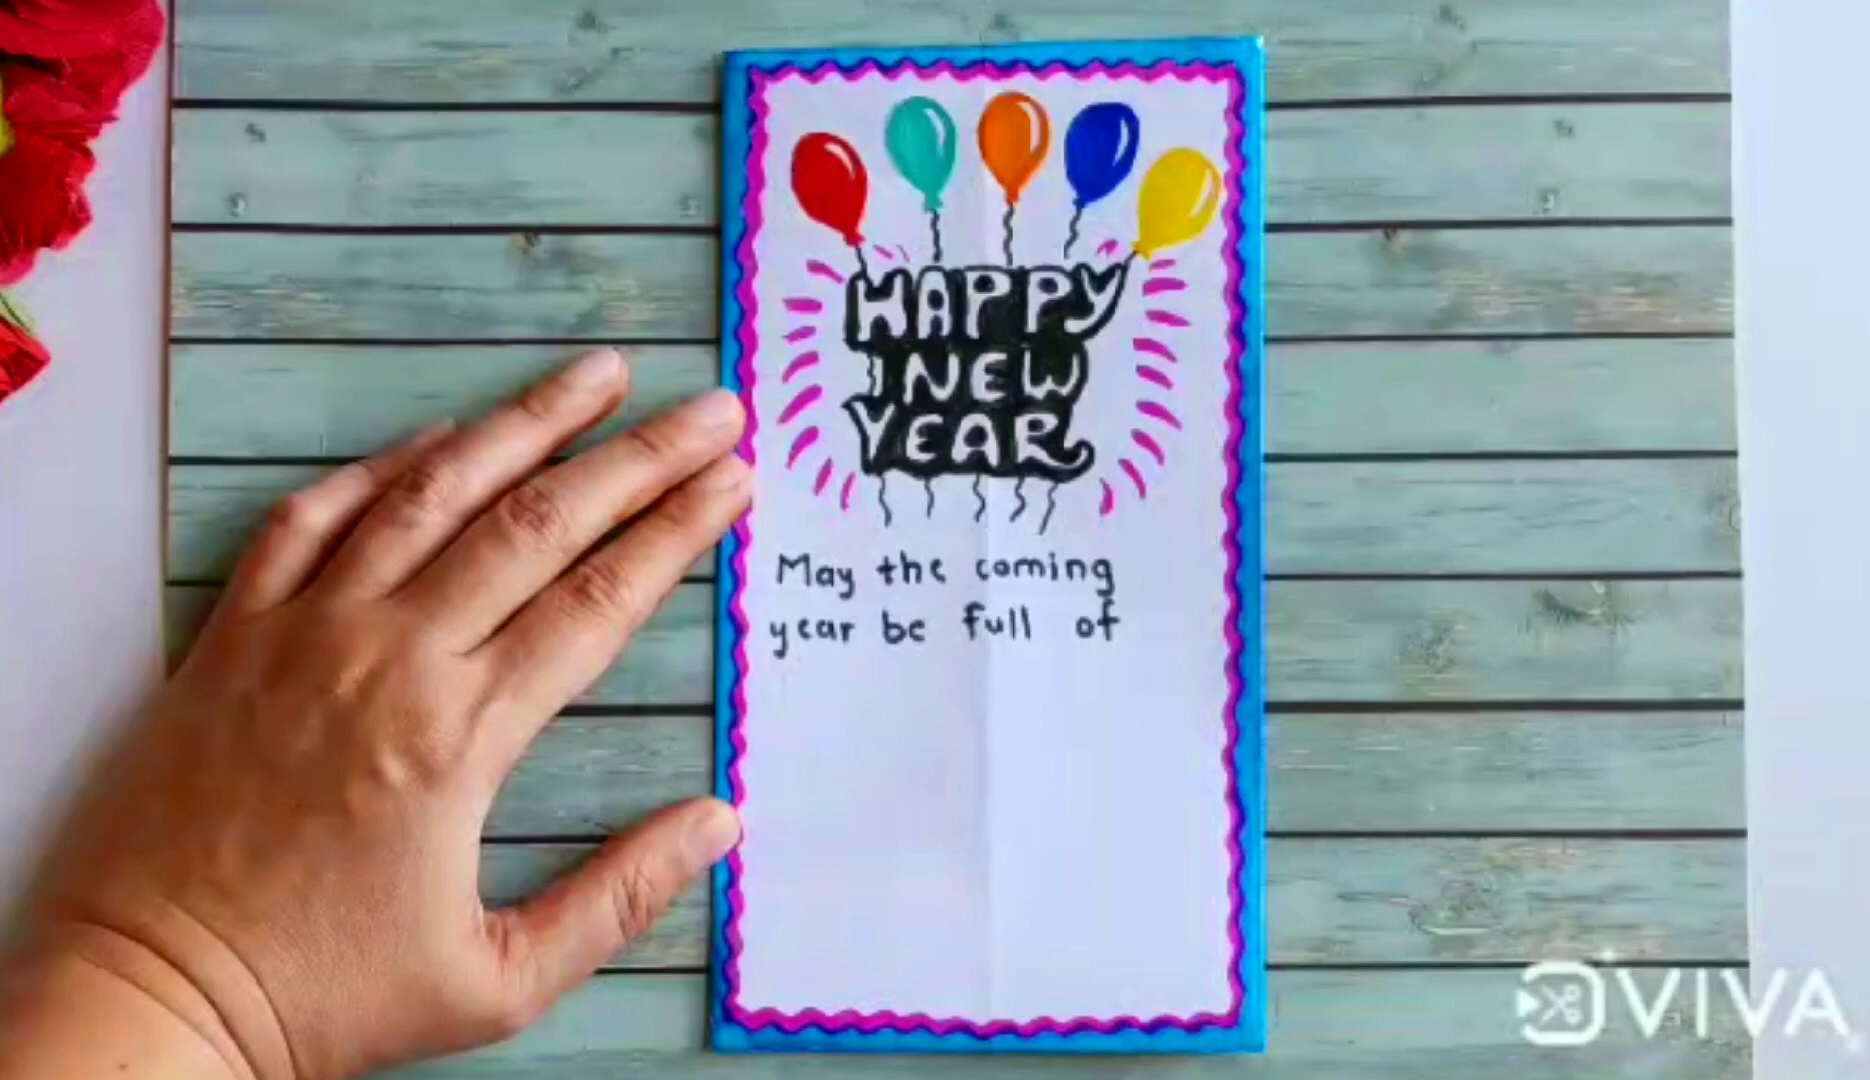 HAPPY
NEW
YEAR
May the coming
year be full of
VIVA